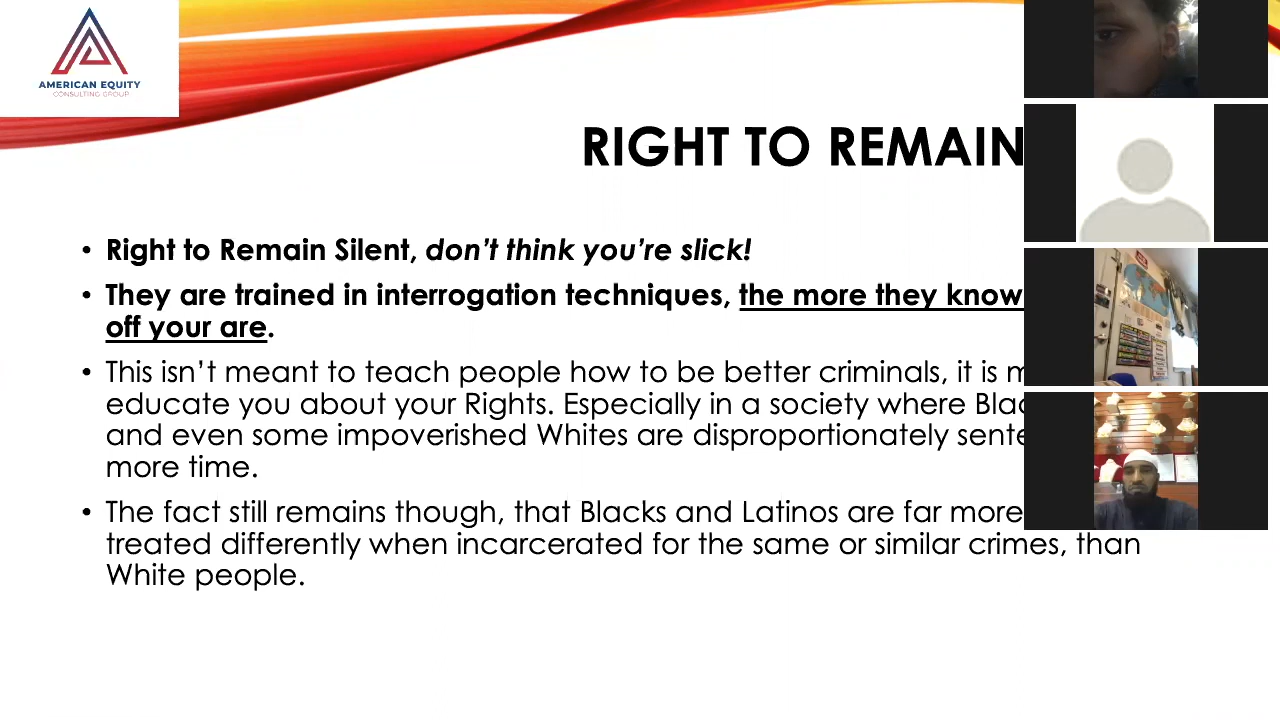 AMERICAN EQUITY
CONSULTING GROUP
RIGHT TO REMAIN
• Right to Remain Silent, don't think you're slick!
• They are trained in interrogation techniques, the more they know
off your are.
• This isn't meant to teach people how to be better criminals, it is
educate you about your Rights. Especially in a society where
and even some impoverished Whites are disproportionately
more time.
• The fact still remains though, that Blacks and Latinos are far more
treated differently when incarcerated for the same or similar crimes, than
White people.